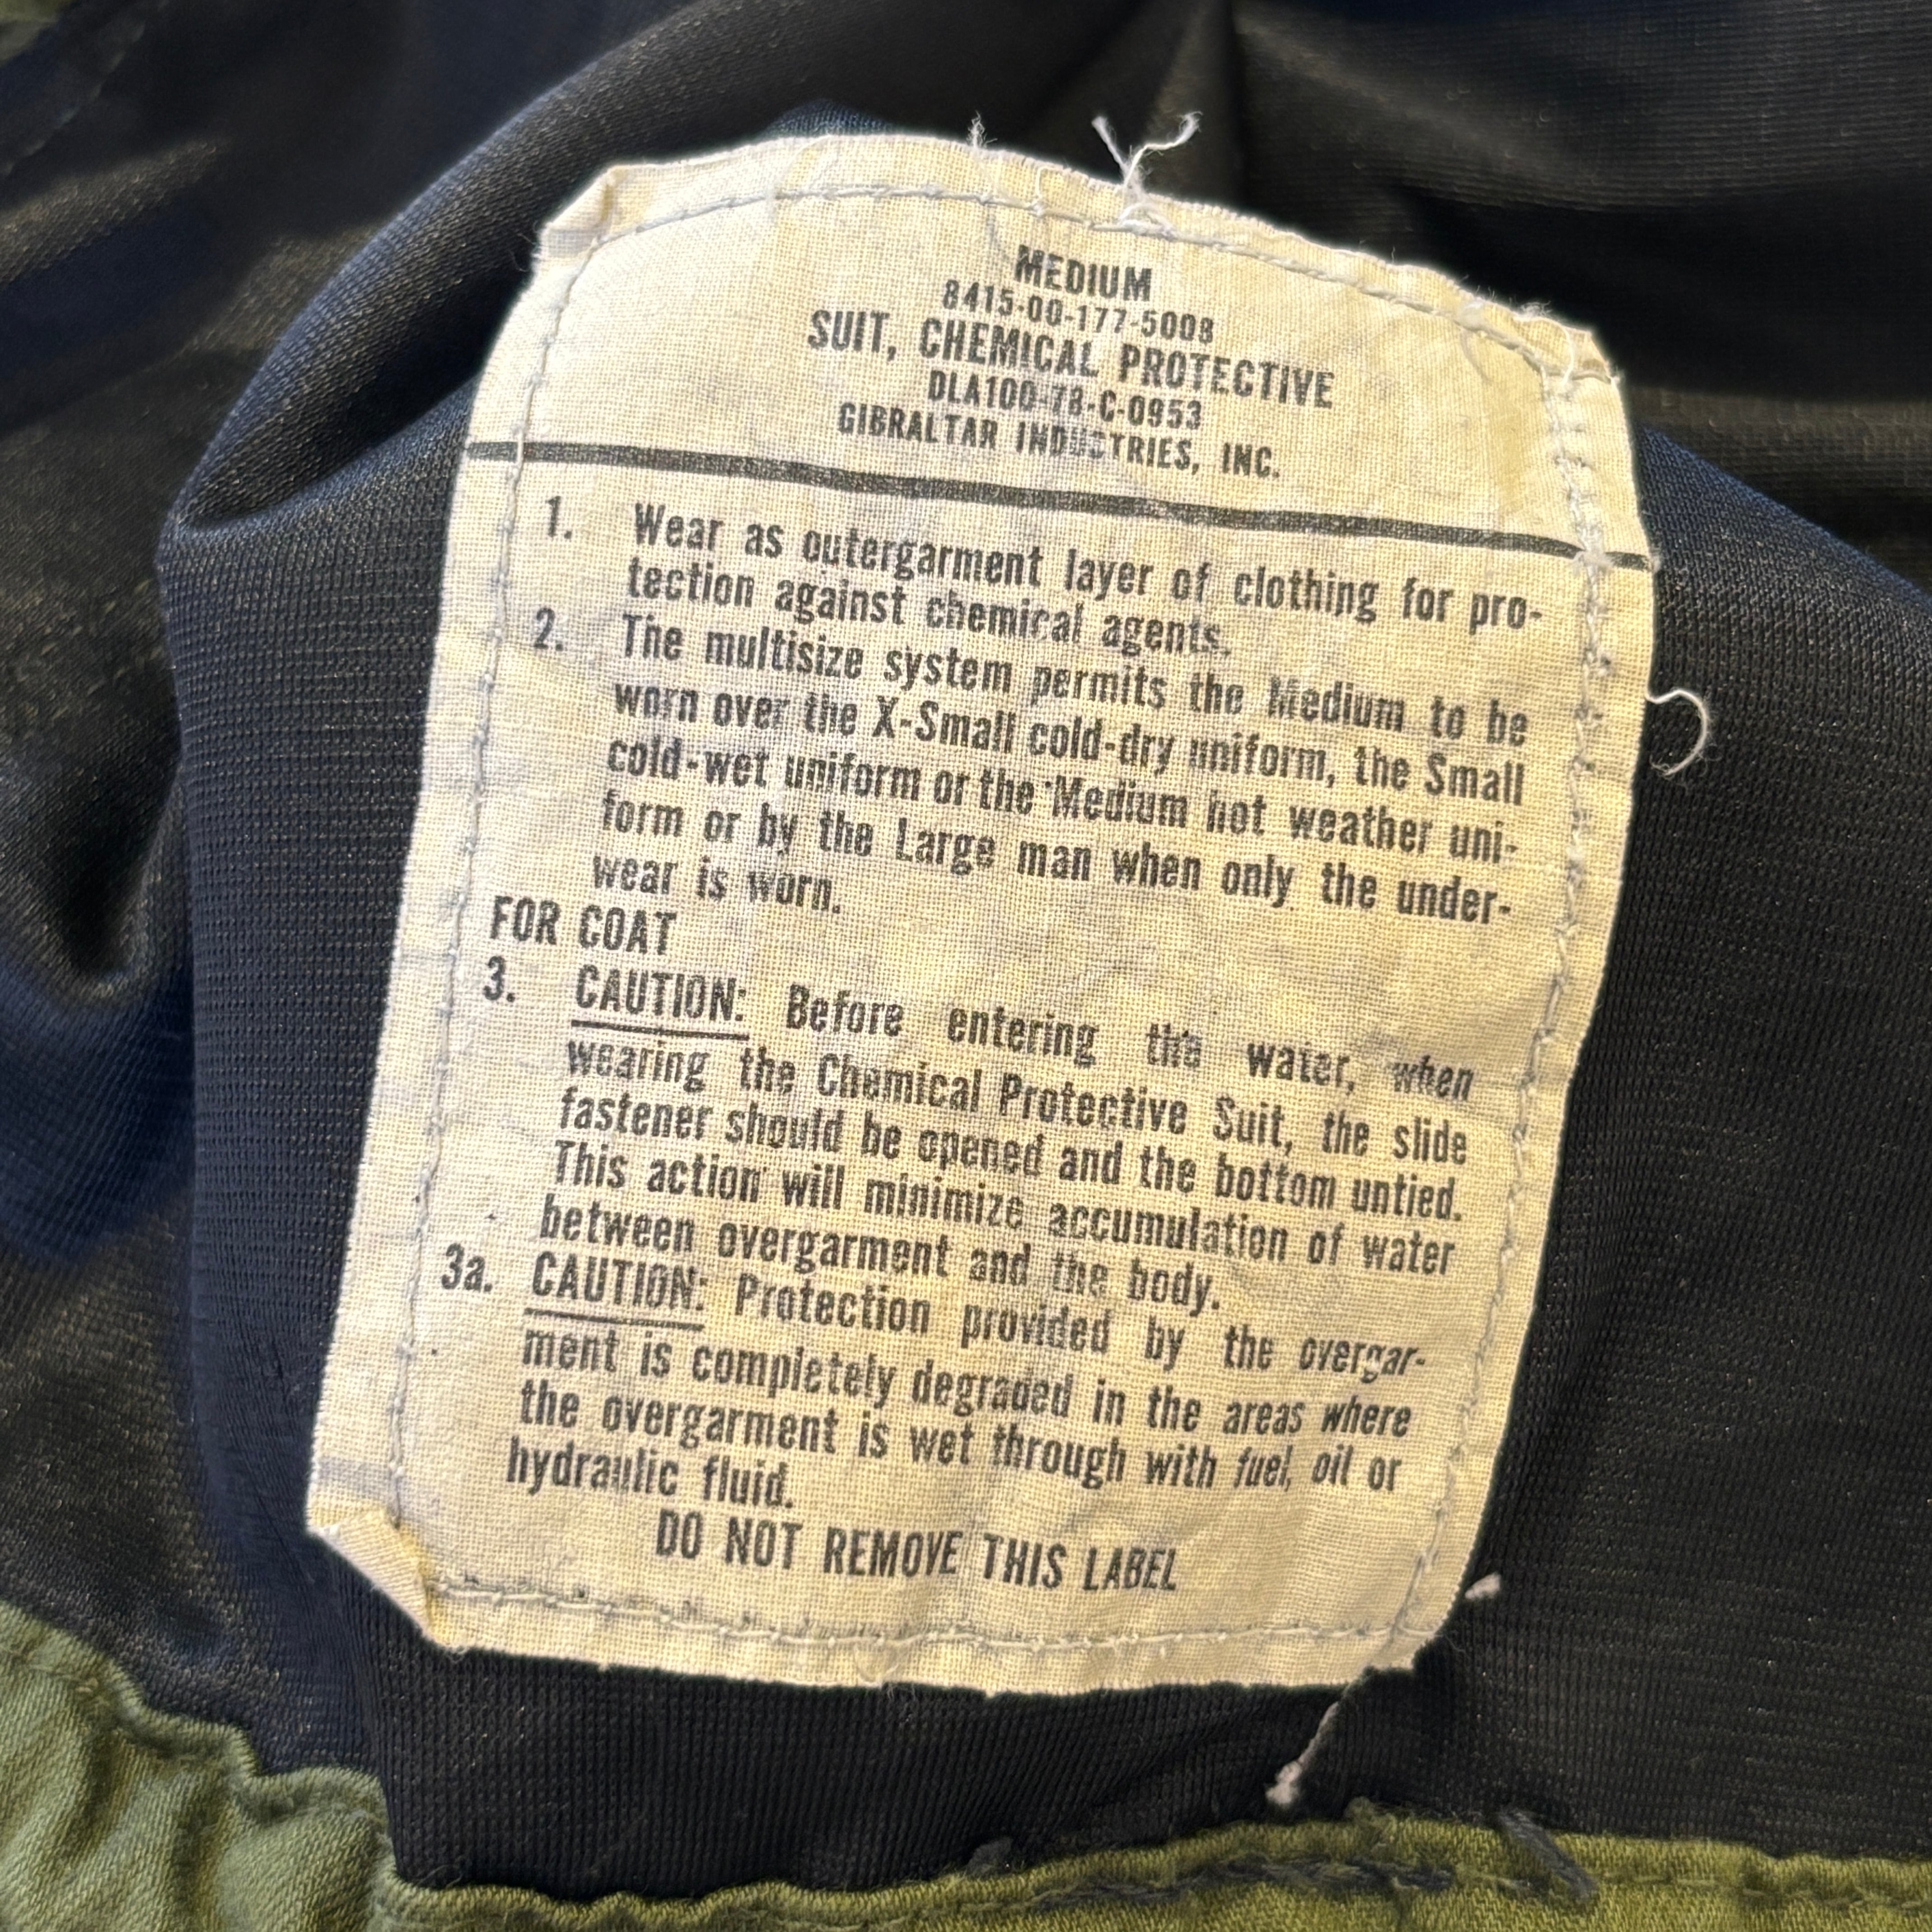 MEDIUM
8415-00-177-5008
SUIT, CHEMICAL PROTECTIVE
DLA100-78-C-0953
GIBRALTAR INDUSTRIES, INC.
1. Wear as outergarment layer of clothing for pro-
tection against chemical agents.
2. The multisize system permits the Medium to be
worn over the X-Small cold-dry uniform, the Small
cold-wet uniform or the Medium hot weather uni-
form or by the Large man when only the under-
wear is worn.
FOR COAT
3. CAUTION: Before entering the water, when
wearing the Chemical Protective Suit, the slide
fastener should be opened and the bottom untied.
This action will minimize accumulation of water
between overgarment and the body.
3a. CAUTION: Protection provided by the overgar-
ment is completely degraded in the areas where
the overgarment is wet through with fuel, oil or
hydraulic fluid.
DO NOT REMOVE THIS LABEL